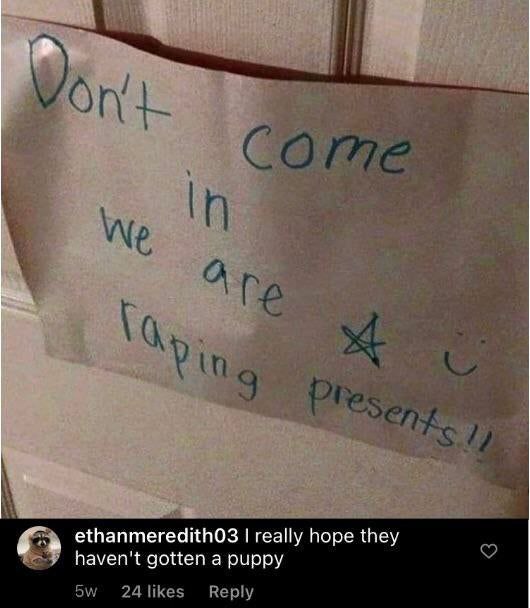 Don't come
in
we are
raping presents!!
ethanmeredith03 I really hope they
haven't gotten a puppy
5w 24 likes Reply